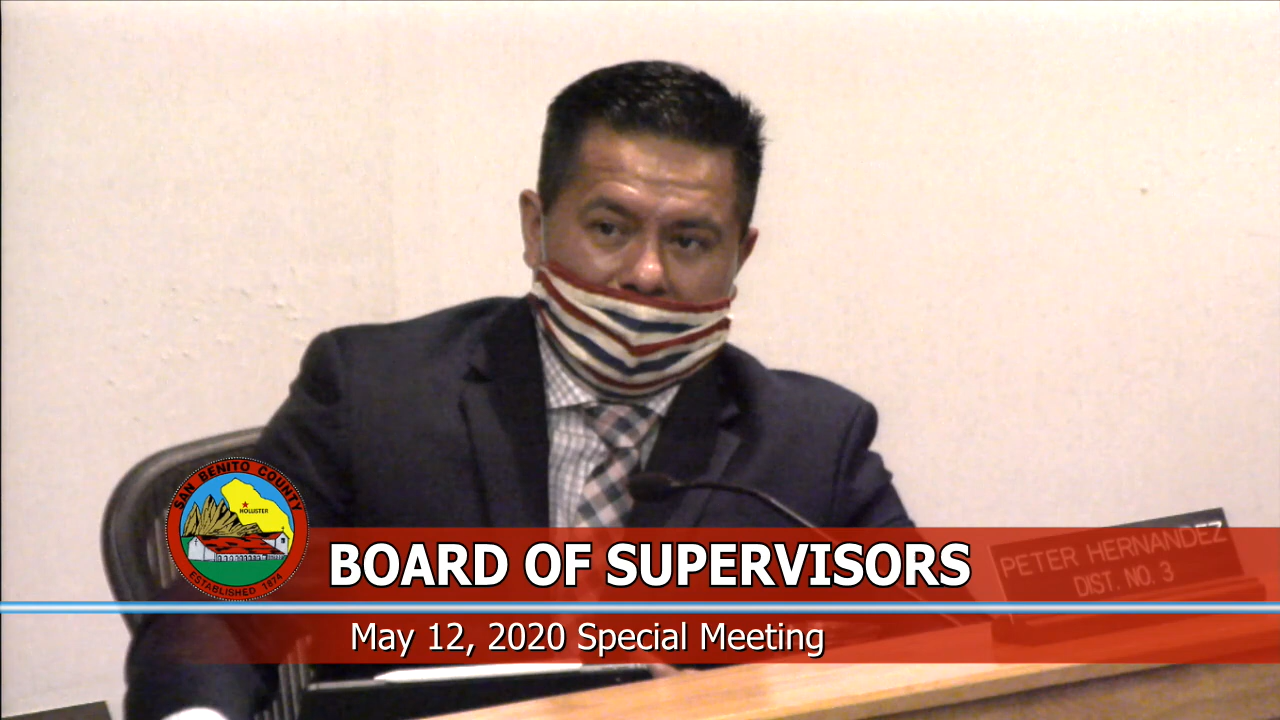 SAN BENITO COUNTY
HOLLISTER
ESTABLISHED 1874
BOARD OF SUPERVISORS
May 12, 2020 Special Meeting
PETER HERNANDEZ
DIST. NO. 3